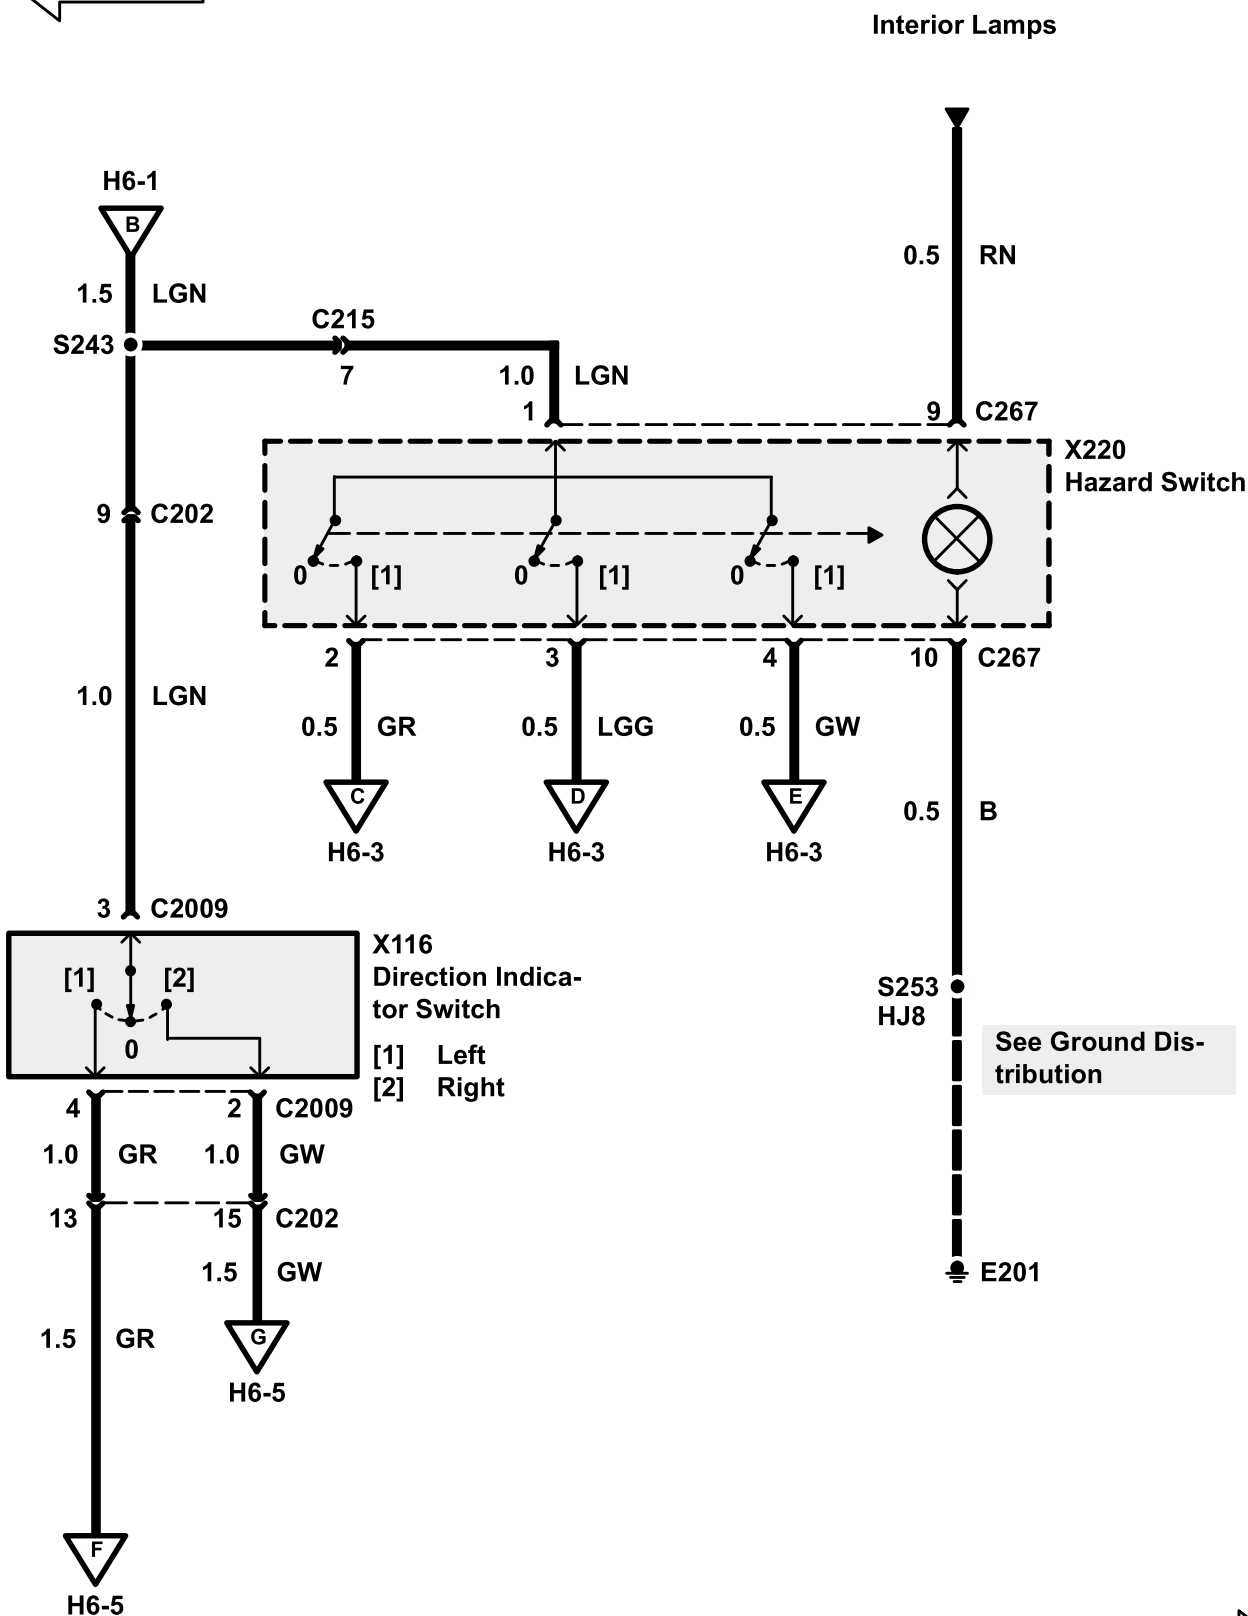 Interior Lamps
H6-1
B
0.5 RN
1.5 LGN
C215
S243
7
1.0 LGN
1
9 C267
X220
Hazard Switch
9 C202
0 [1]
0 [1]
0 [1]
2
3
4
10 C267
1.0 LGN
0.5 GR
0.5 LGG
0.5 GW
C
D
E
0.5 B
H6-3
H6-3
H6-3
3 C2009
X116
Direction Indica-
tor Switch
[1] [2]
0
[1] Left
[2] Right
S253
HJ8
See Ground Dis-
tribution
4
2 C2009
1.0 GR
1.0 GW
13
15 C202
1.5 GW
E201
1.5 GR
G
H6-5
F
H6-5